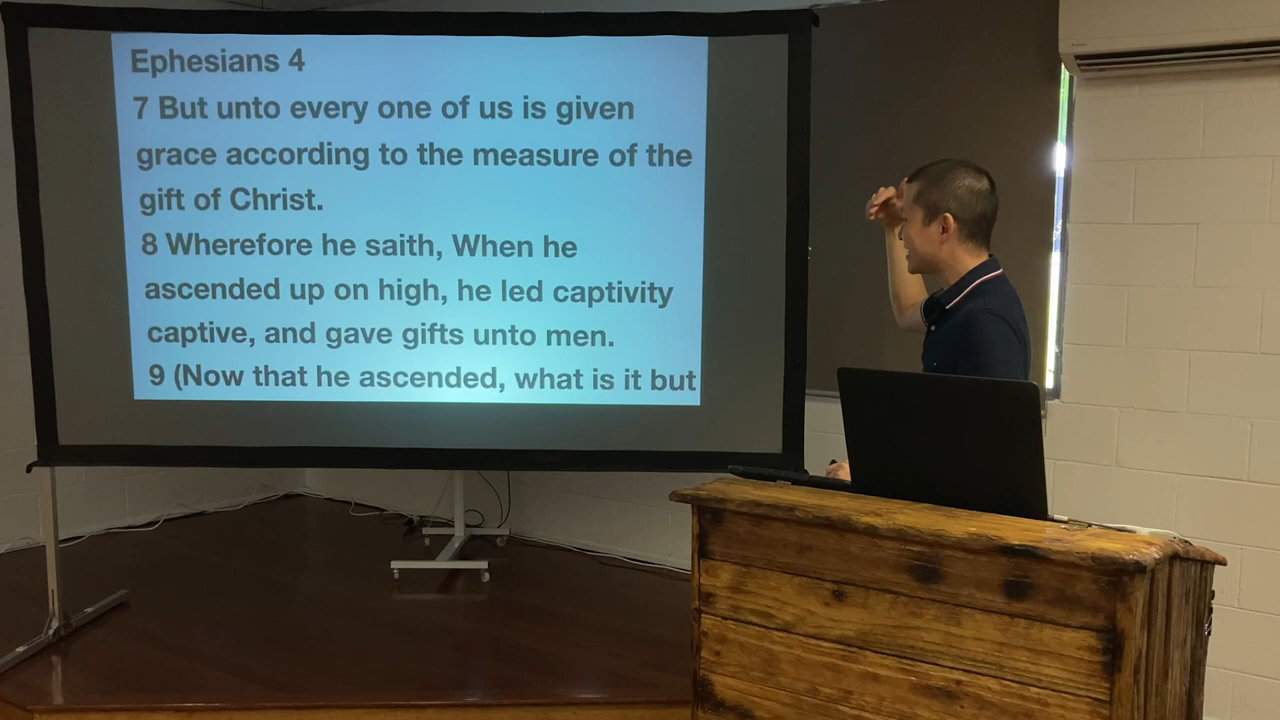 Ephesians 4
7 But unto every one of us is given
grace according to the measure of the
gift of Christ.
8 Wherefore he saith, When he
ascended up on high, he led captivity
captive, and gave gifts unto men.
9 (Now that he ascended, what is it but